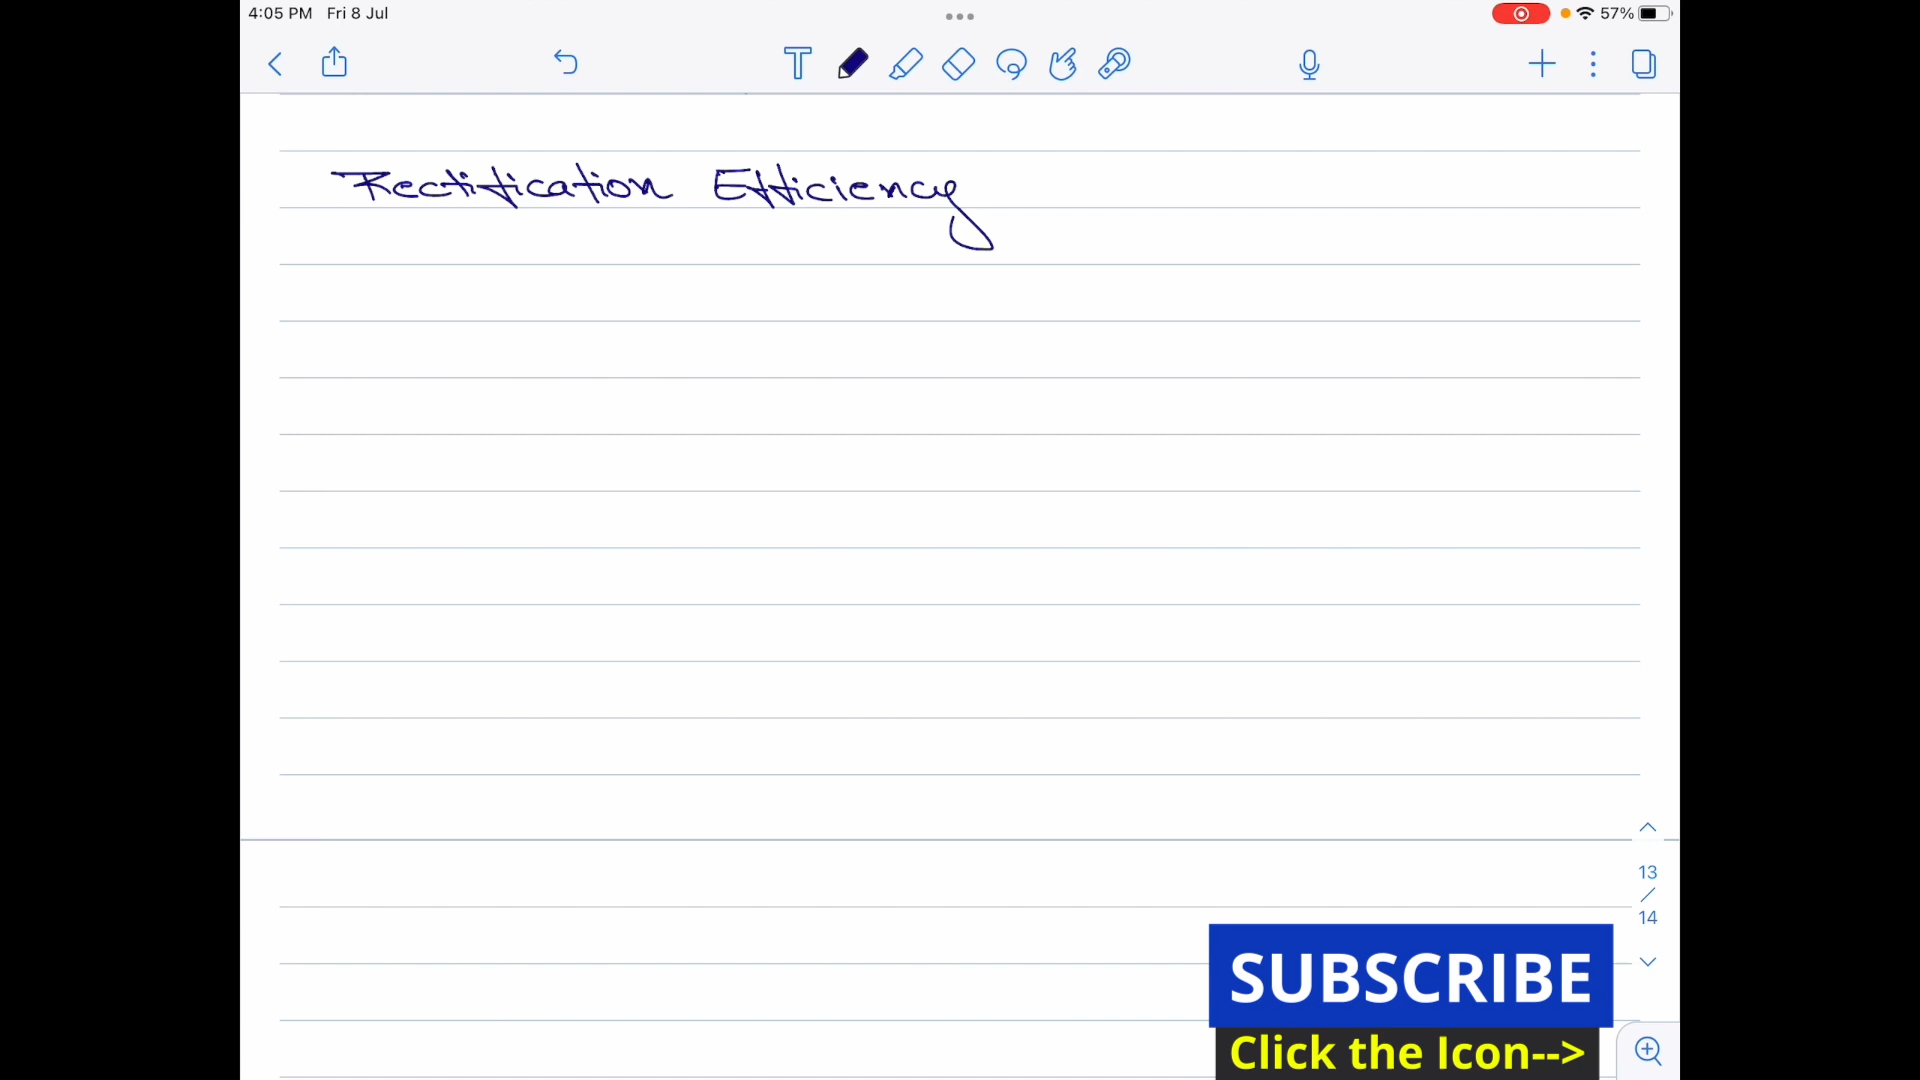 4:05 PM Fri 8 Jul
57%
T
Rectification Efficiency
13
/
14
SUBSCRIBE
Click the Icon-->